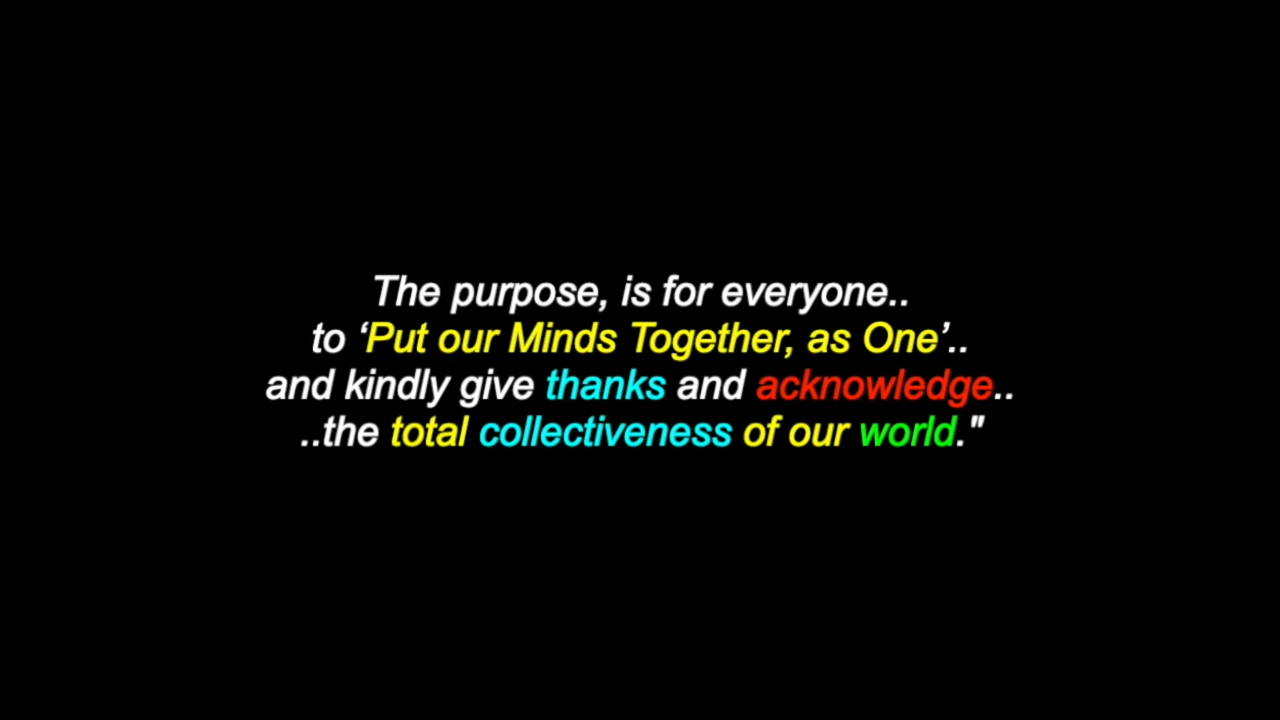 The purpose, is for everyone..
to ‘Put our Minds Together, as One’..
and kindly give thanks and acknowledge..
..the total collectiveness of our world."